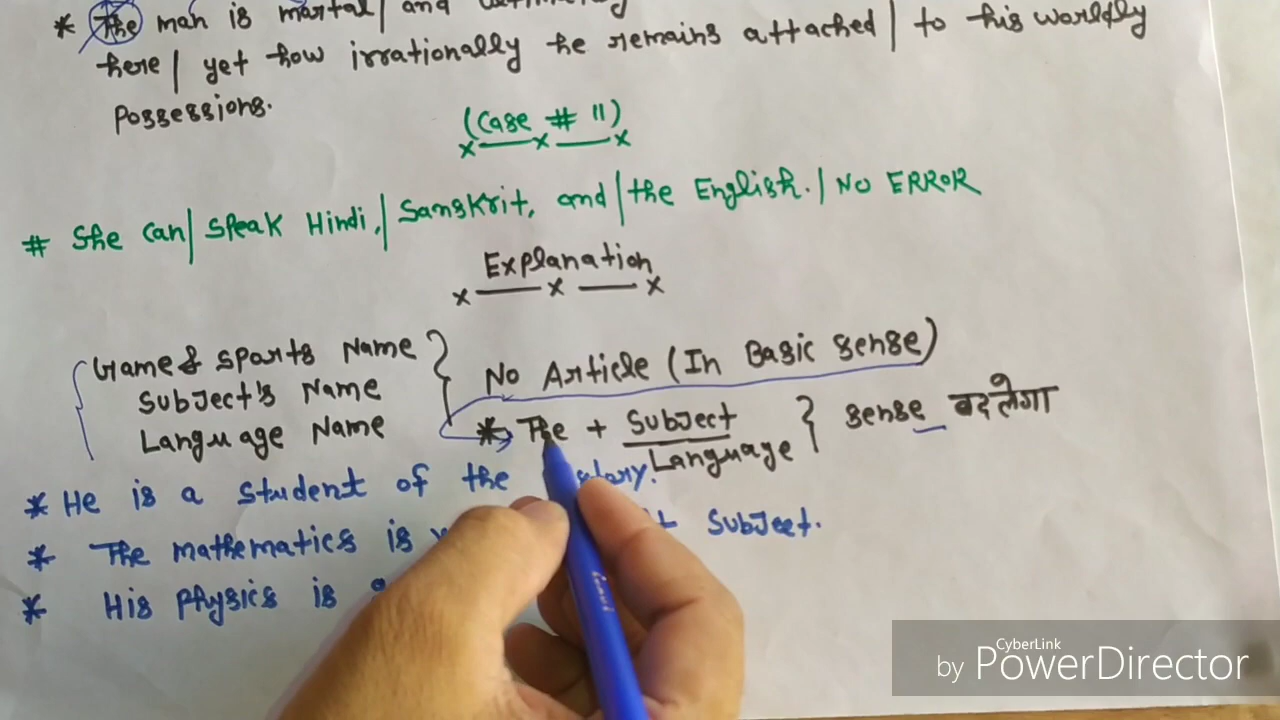 * The man is mortal / and
here / yet how irrationally he remains attached / to his worldly
possessions.
(Case # 11)
# She can / speak Hindi, / Sanskrit, and / the English. / NO ERROR
Explanation
Game & sports Name
Subject's Name
Language Name
No Article (In Basic sense)
* The + Subject
Language
sense बदलेगा
* He is a student of the
* The mathematics is
subject.
* His physics is
CyberLink
by PowerDirector